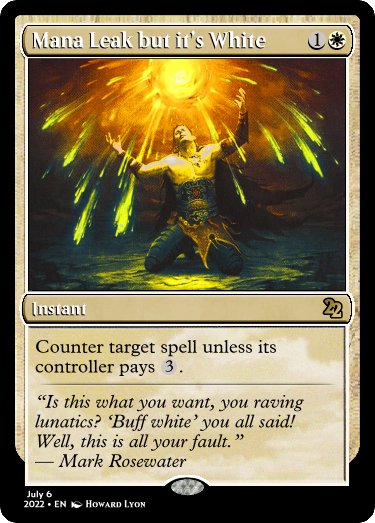 Mana Leak but it's White 1
Instant
Counter target spell unless its
controller pays 3.
“Is this what you want, you raving
lunatics? ‘Buff white’ you all said!
Well, this is all your fault.”
— Mark Rosewater
July 6
2022 • EN Howard Lyon